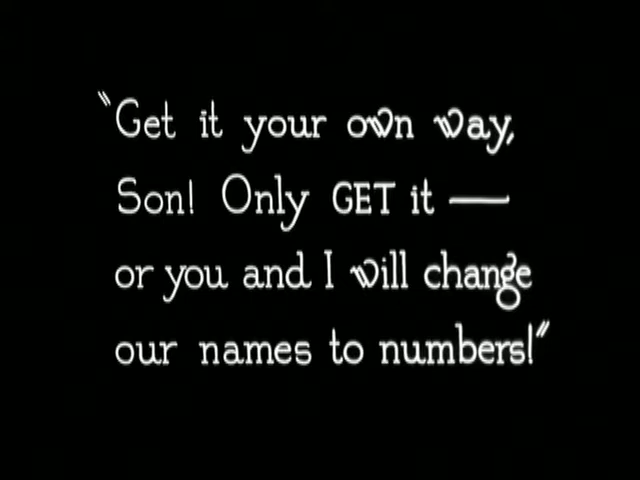 "Get it your own way,
Son! Only GET it —
or you and I will change
our names to numbers!"